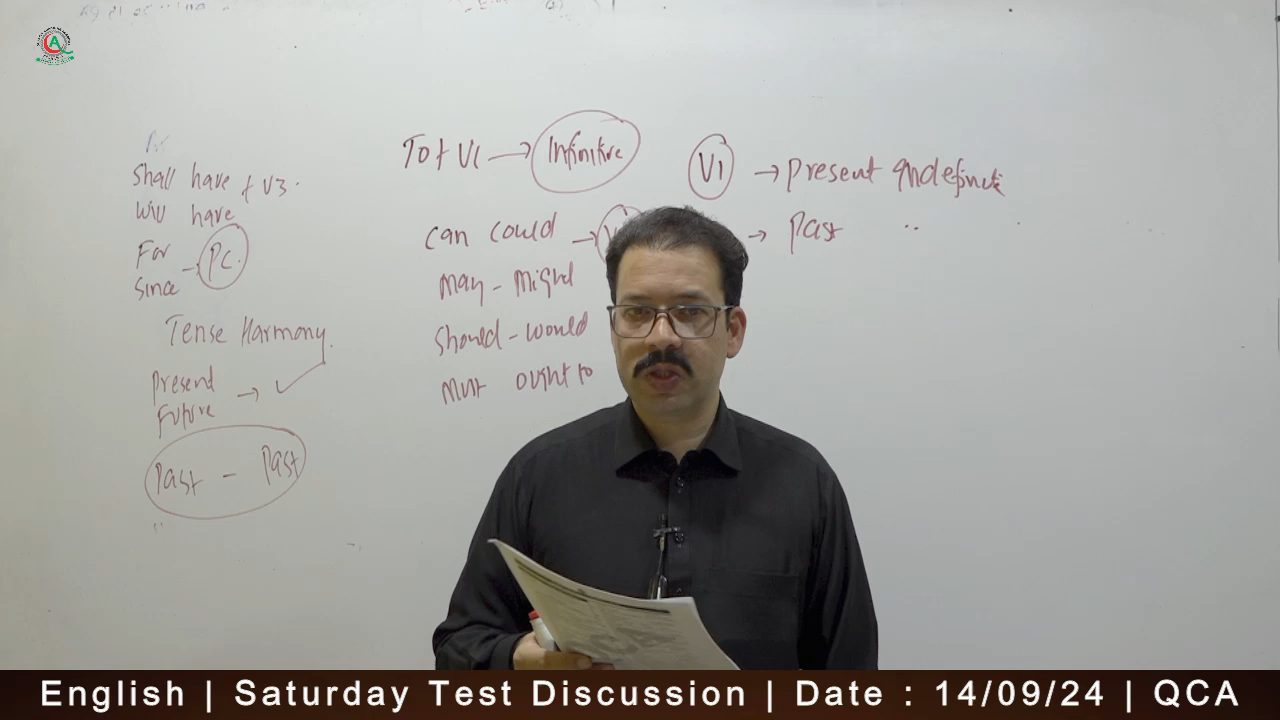 Shall have + V3.
Will have
For
Since - PC.
Tense Harmony.
Present
Future →
Past - Past
To + V1 → Infinitive
can could → V
May - Might
Should - Would
Must ought to
V1 → Present Indefinite
→ Past "
English | Saturday Test Discussion | Date : 14/09/24 | QCA